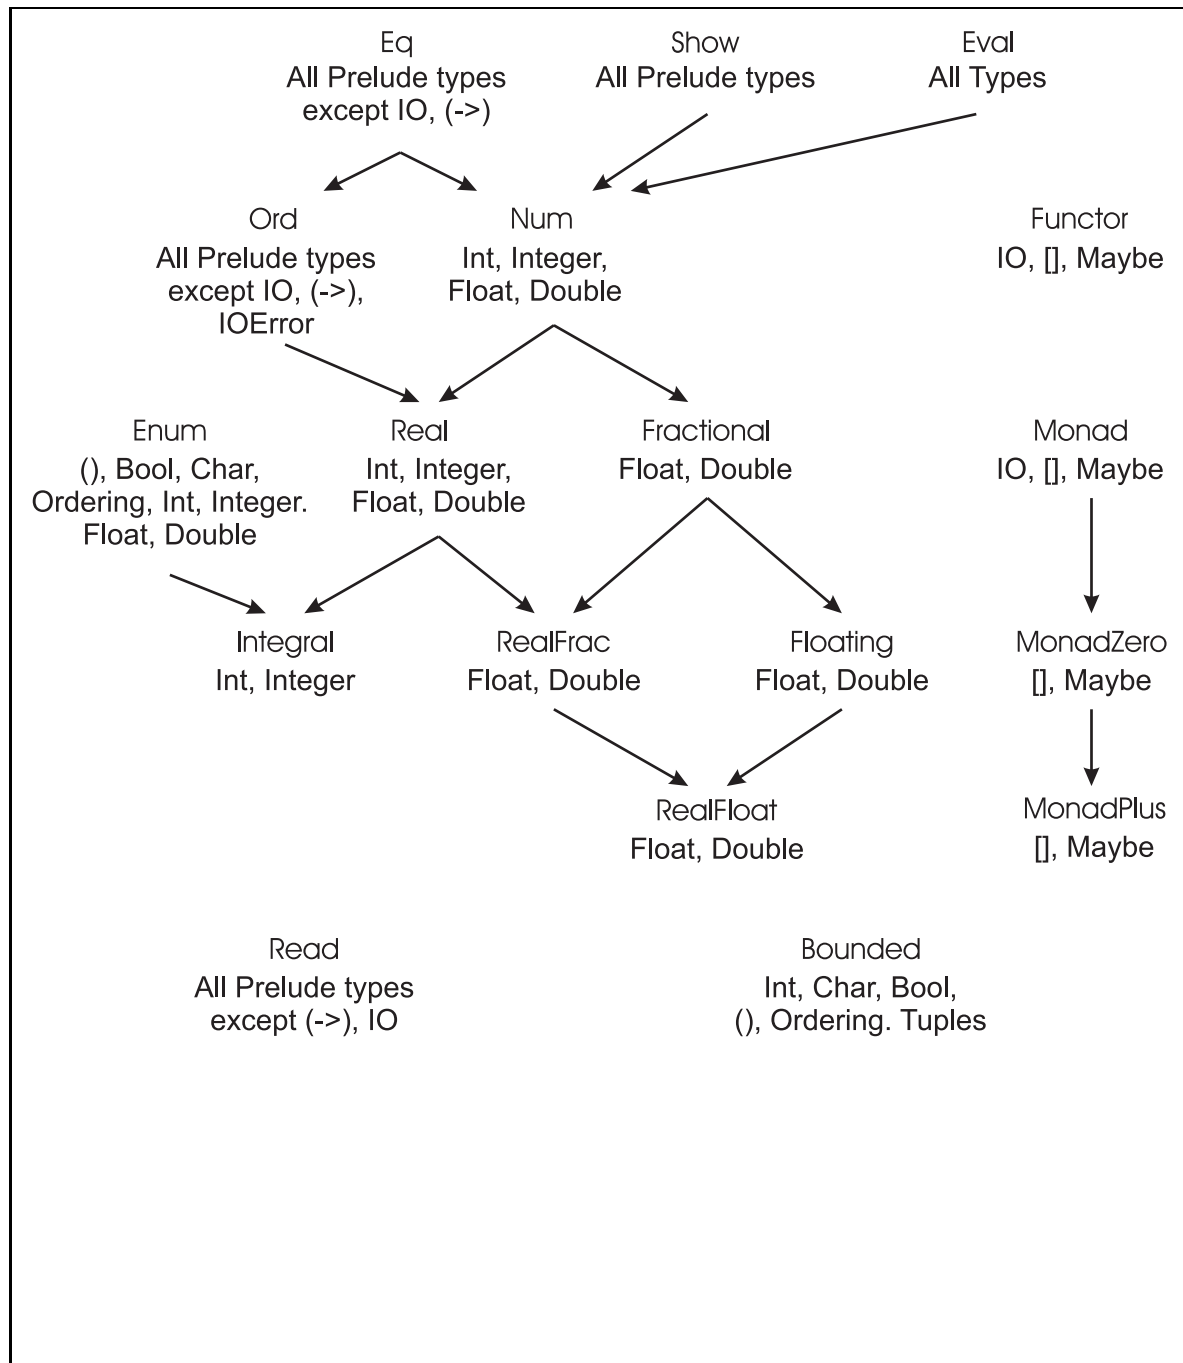 Eq
All Prelude types
except IO, (->)
Show
All Prelude types
Eval
All Types
Ord
All Prelude types
except IO, (->),
IOError
Num
Int, Integer,
Float, Double
Functor
IO, [], Maybe
Enum
(), Bool, Char,
Ordering, Int, Integer.
Float, Double
Real
Int, Integer,
Float, Double
Fractional
Float, Double
Monad
IO, [], Maybe
Integral
Int, Integer
RealFrac
Float, Double
Floating
Float, Double
MonadZero
[], Maybe
RealFloat
Float, Double
MonadPlus
[], Maybe
Read
All Prelude types
except (->), IO
Bounded
Int, Char, Bool,
(), Ordering. Tuples